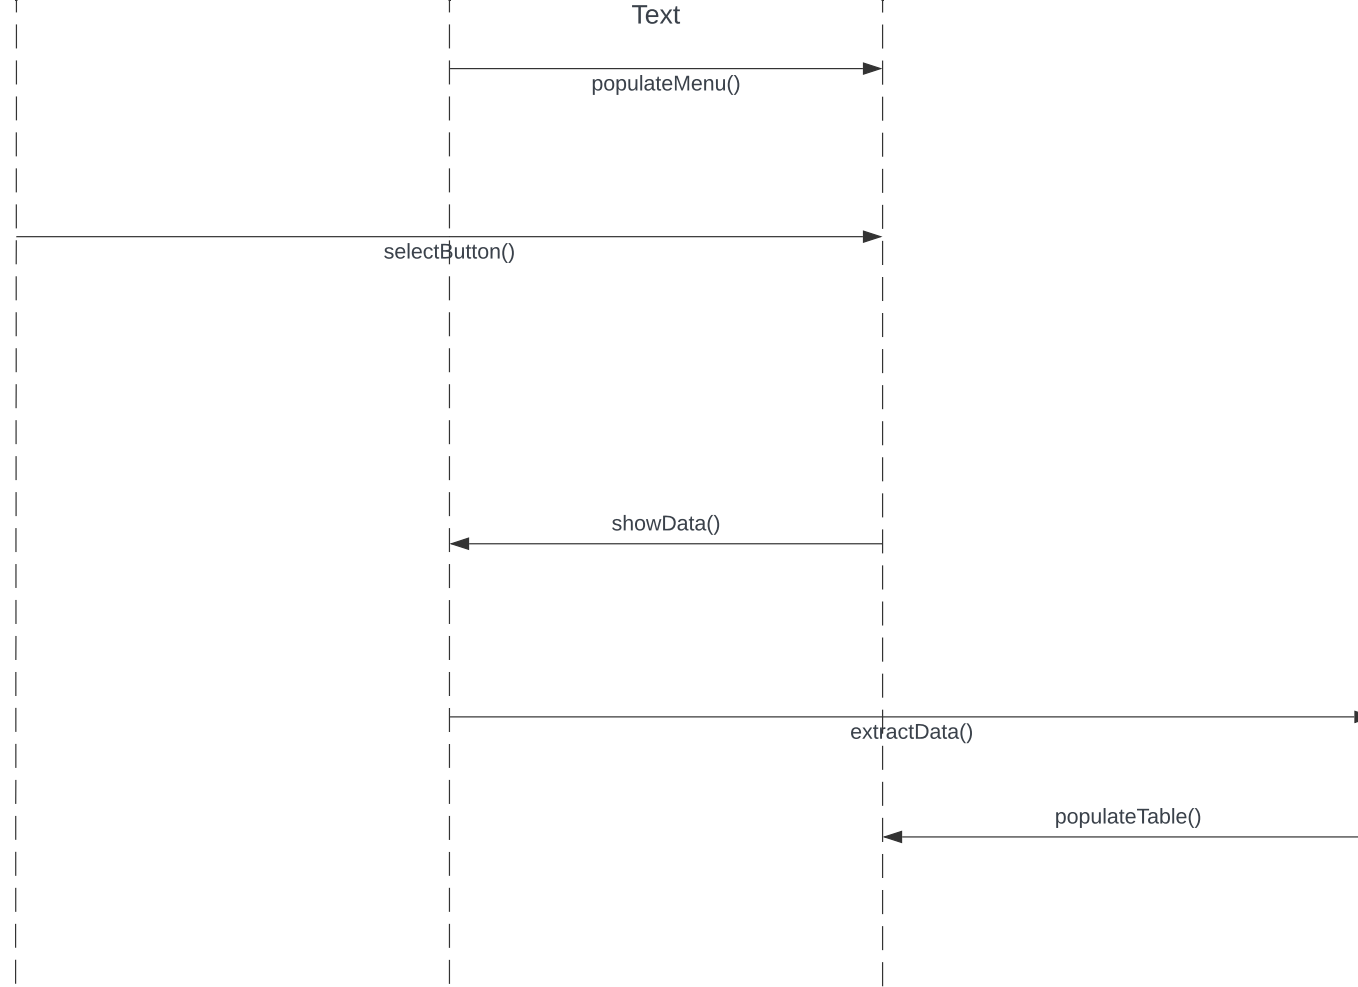 Text
populateMenu()
selectButton()
showData()
extractData()
populateTable()